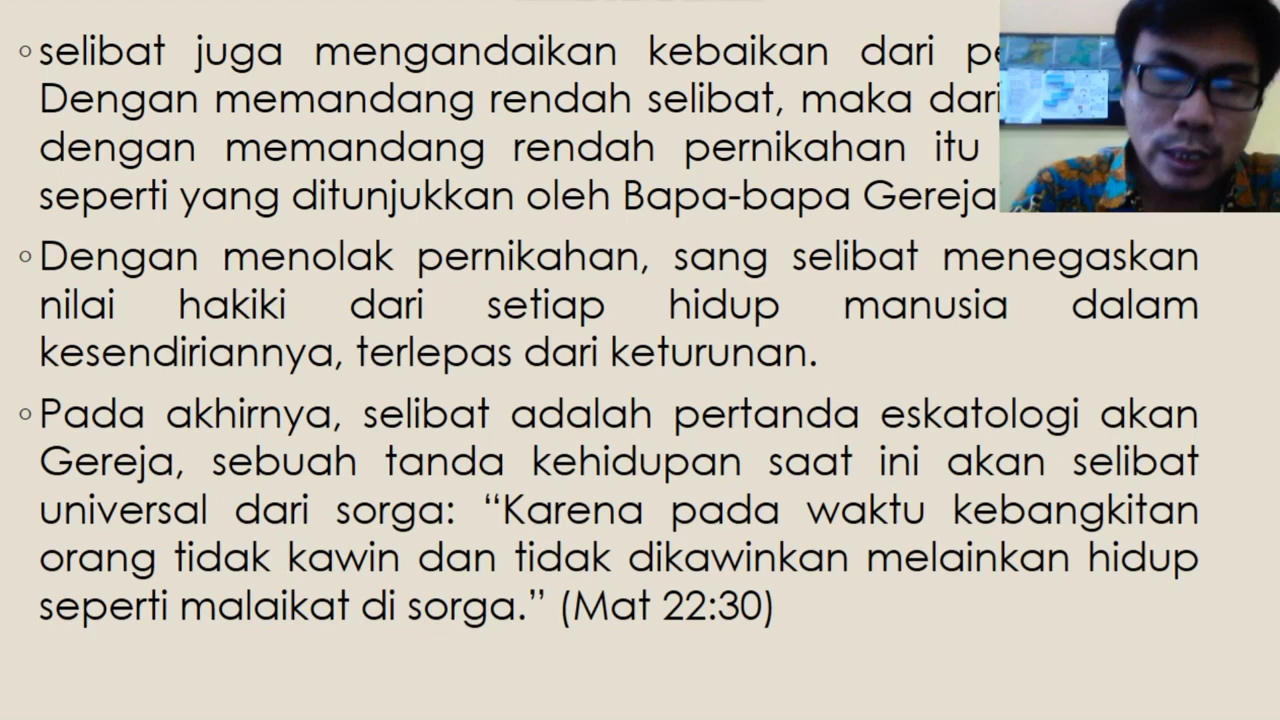 ◦ selibat juga mengandaikan kebaikan dari
Dengan memandang rendah selibat, maka dari
dengan memandang rendah pernikahan itu
seperti yang ditunjukkan oleh Bapa-bapa Gereja
◦ Dengan menolak pernikahan, sang selibat menegaskan
nilai hakiki dari setiap hidup manusia dalam
kesendiriannya, terlepas dari keturunan.
◦ Pada akhirnya, selibat adalah pertanda eskatologi akan
Gereja, sebuah tanda kehidupan saat ini akan selibat
universal dari sorga: “Karena pada waktu kebangkitan
orang tidak kawin dan tidak dikawinkan melainkan hidup
seperti malaikat di sorga.” (Mat 22:30)